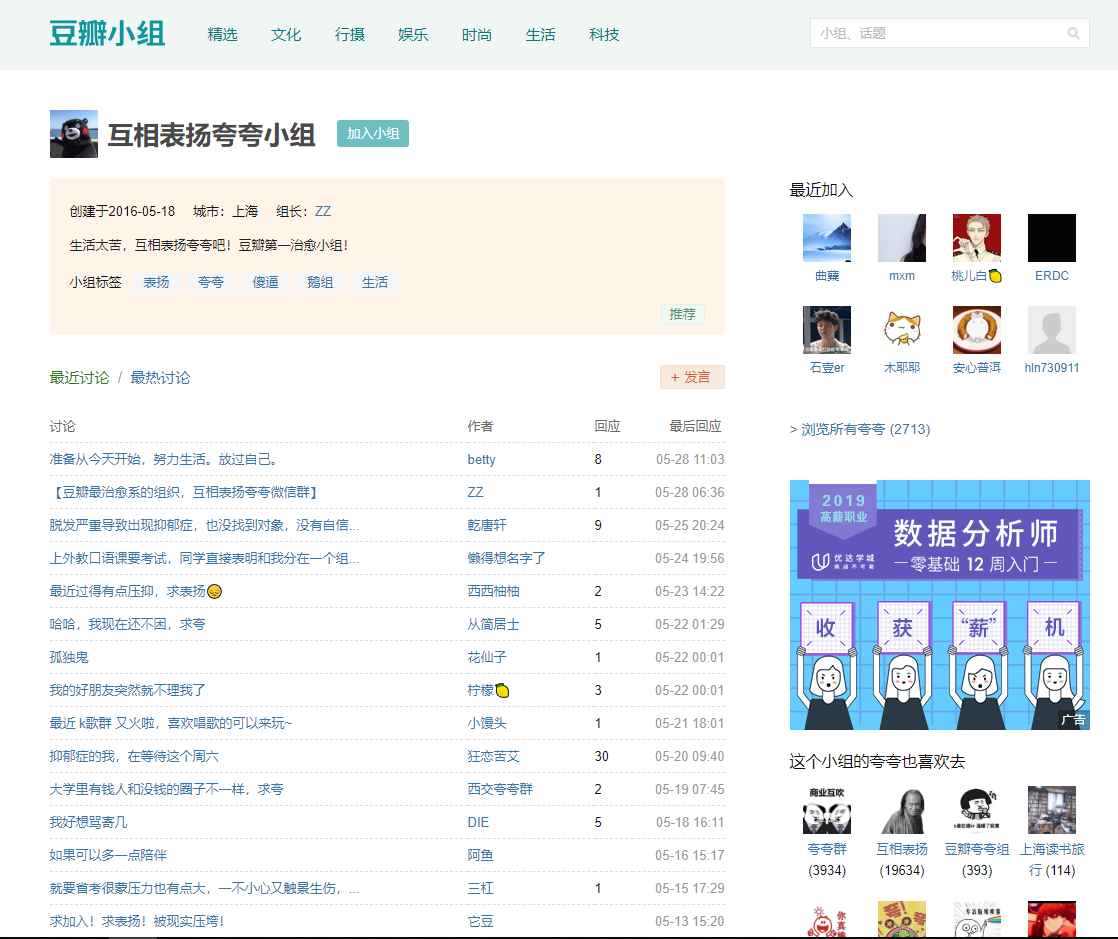 豆瓣小组 精选 文化 行摄 娱乐 时尚 生活 科技 小组、话题
互相表扬夸夸小组 加入小组
创建于2016-05-18 城市：上海 组长：ZZ
生活太苦，互相表扬夸夸吧！豆瓣第一治愈小组！
小组标签 表扬 夸夸 傻逼 鹅组 生活
推荐
最近讨论 / 最热讨论 + 发言
讨论 作者 回应 最后回应
准备从今天开始，努力生活。放过自己。 betty 8 05-28 11:03
【豆瓣最治愈系的组织，互相表扬夸夸微信群】 ZZ 1 05-28 06:36
脱发严重导致出现抑郁症，也没找到对象，没有自信... 乾唐轩 9 05-25 20:24
上外教口语课要考试，同学直接表明和我分在一个组... 懒得想名字了 05-24 19:56
最近过得有点压抑，求表扬😔 西西柚柚 2 05-23 14:22
哈哈，我现在还不困，求夸 从简居士 5 05-22 01:29
孤独鬼 花仙子 1 05-22 00:01
我的好朋友突然就不理我了 柠檬🍋 3 05-22 00:01
最近 k歌群 又火啦，喜欢唱歌的可以来玩~ 小馒头 1 05-21 18:01
抑郁症的我，在等待这个周六 狂恋苦艾 30 05-20 09:40
大学里有钱人和没钱的圈子不一样，求夸 西交夸夸群 2 05-19 07:45
我好想骂寄几 DIE 5 05-18 16:11
如果可以多一点陪伴 阿鱼 05-16 15:17
就要省考很蒙压力也有点大，一不小心又触景生伤，... 三杠 1 05-15 17:29
求加入！求表扬！被现实压垮！ 它豆 05-13 15:20
最近加入
曲蘖 mxm 桃儿白🍋 ERDC
石壹er 木耶耶 安心普洱 hln730911
> 浏览所有夸夸 (2713)
2019
高薪职业
数据分析师
优达学城
挑战不可能
零基础 12 周入门
收 获 “薪” 机
广告
这个小组的夸夸也喜欢去
商业互吹
夸夸群 互相表扬 豆瓣夸夸组 上海读书旅
(3934) (19634) (393) 行 (114)
你
真
夸！夸！